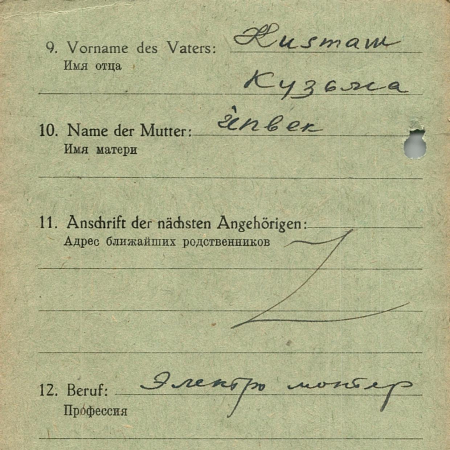 9. Vorname des Vaters:
Имя отца
Кузьма
10. Name der Mutter:
Имя матери
11. Anschrift der nächsten Angehörigen:
Адрес ближайших родственников
12. Beruf: Электро монтер
Профессия